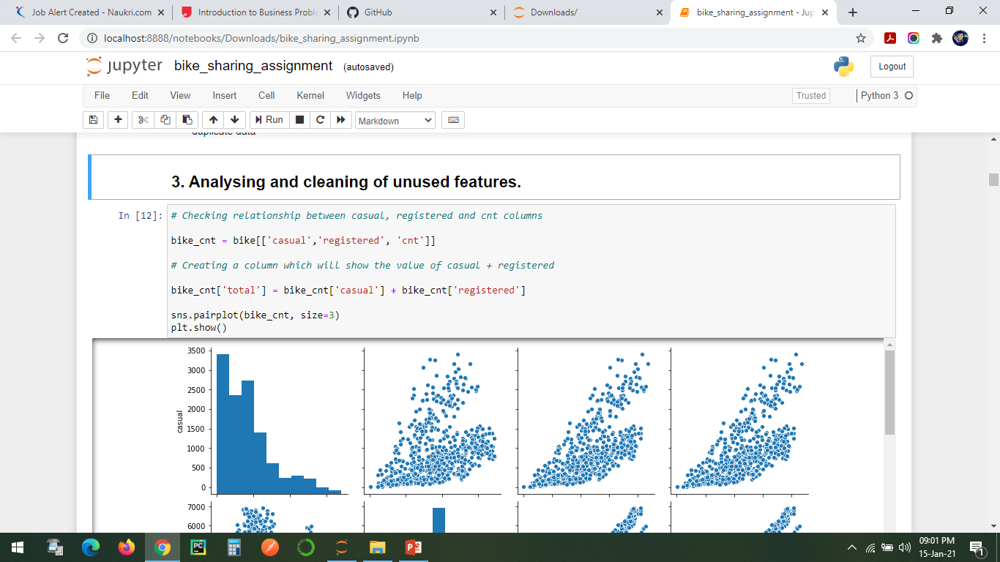 Job Alert Created - Naukri.com
Introduction to Business Proble
GitHub
Downloads/
bike_sharing_assignment - Jup
localhost:8888/notebooks/Downloads/bike_sharing_assignment.ipynb
jupyter bike_sharing_assignment (autosaved)
Logout
File Edit View Insert Cell Kernel Widgets Help
Trusted
Python 3
Run
Markdown
duplicate data
3. Analysing and cleaning of unused features.
In [12]:
# Checking relationship between casual, registered and cnt columns
bike_cnt = bike[['casual','registered', 'cnt']]
# Creating a column which will show the value of casual + registered
bike_cnt['total'] = bike_cnt['casual'] + bike_cnt['registered']
sns.pairplot(bike_cnt, size=3)
plt.show()
3500
3000
2500
2000
1500
1000
500
0
casual
7000
6000
PC
09:01 PM
15-Jan-21
1